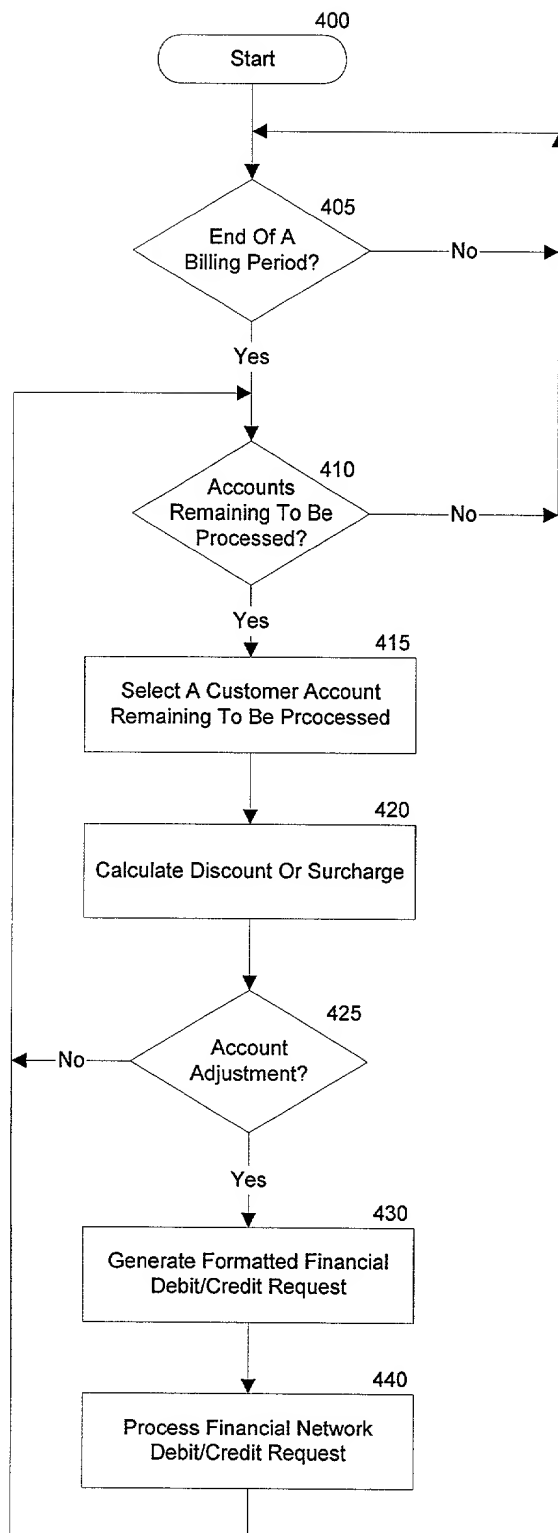 400
Start
405
End Of A
Billing Period?
No
Yes
410
Accounts
Remaining To Be
Processed?
No
Yes
415
Select A Customer Account
Remaining To Be Prcocessed
420
Calculate Discount Or Surcharge
425
Account
Adjustment?
No
Yes
430
Generate Formatted Financial
Debit/Credit Request
440
Process Financial Network
Debit/Credit Request